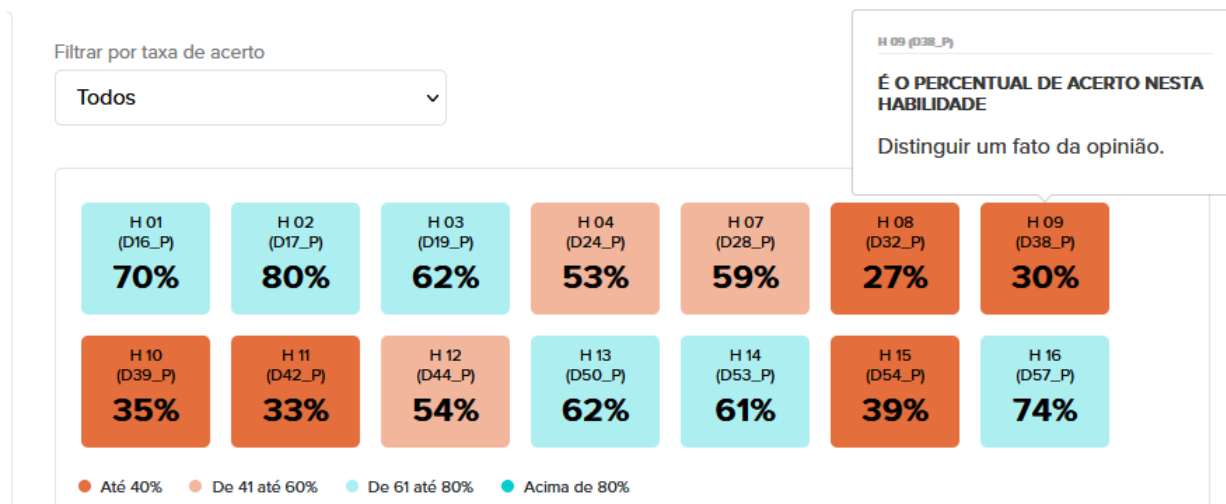 H 09 (D38_P)
É O PERCENTUAL DE ACERTO NESTA
HABILIDADE
Distinguir um fato da opinião.
Filtrar por taxa de acerto
Todos
H 01
(D16_P)
70%
H 02
(D17_P)
80%
H 03
(D19_P)
62%
H 04
(D24_P)
53%
H 07
(D28_P)
59%
H 08
(D32_P)
27%
H 09
(D38_P)
30%
H 10
(D39_P)
35%
H 11
(D42_P)
33%
H 12
(D44_P)
54%
H 13
(D50_P)
62%
H 14
(D53_P)
61%
H 15
(D54_P)
39%
H 16
(D57_P)
74%
Até 40%
De 41 até 60%
De 61 até 80%
Acima de 80%